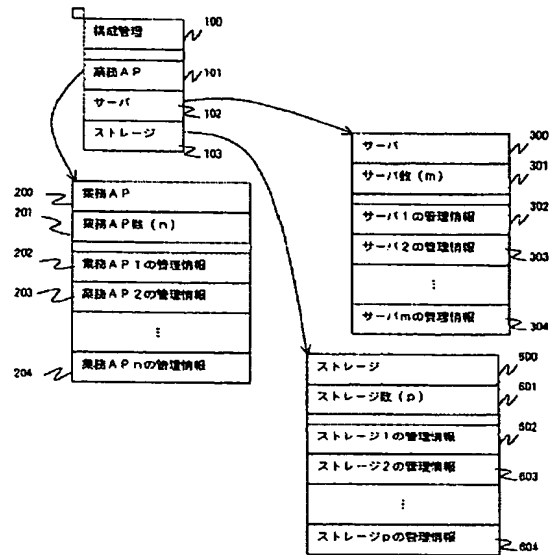 構成管理
100
業務AP
101
サーバ
102
ストレージ
103
200
業務AP
201
業務AP数(n)
202
業務AP1の管理情報
203
業務AP2の管理情報
⋮
204
業務APnの管理情報
サーバ
300
サーバ数(m)
301
サーバ1の管理情報
302
サーバ2の管理情報
303
⋮
サーバmの管理情報
304
ストレージ
600
ストレージ数(p)
601
ストレージ1の管理情報
602
ストレージ2の管理情報
603
⋮
ストレージpの管理情報
604